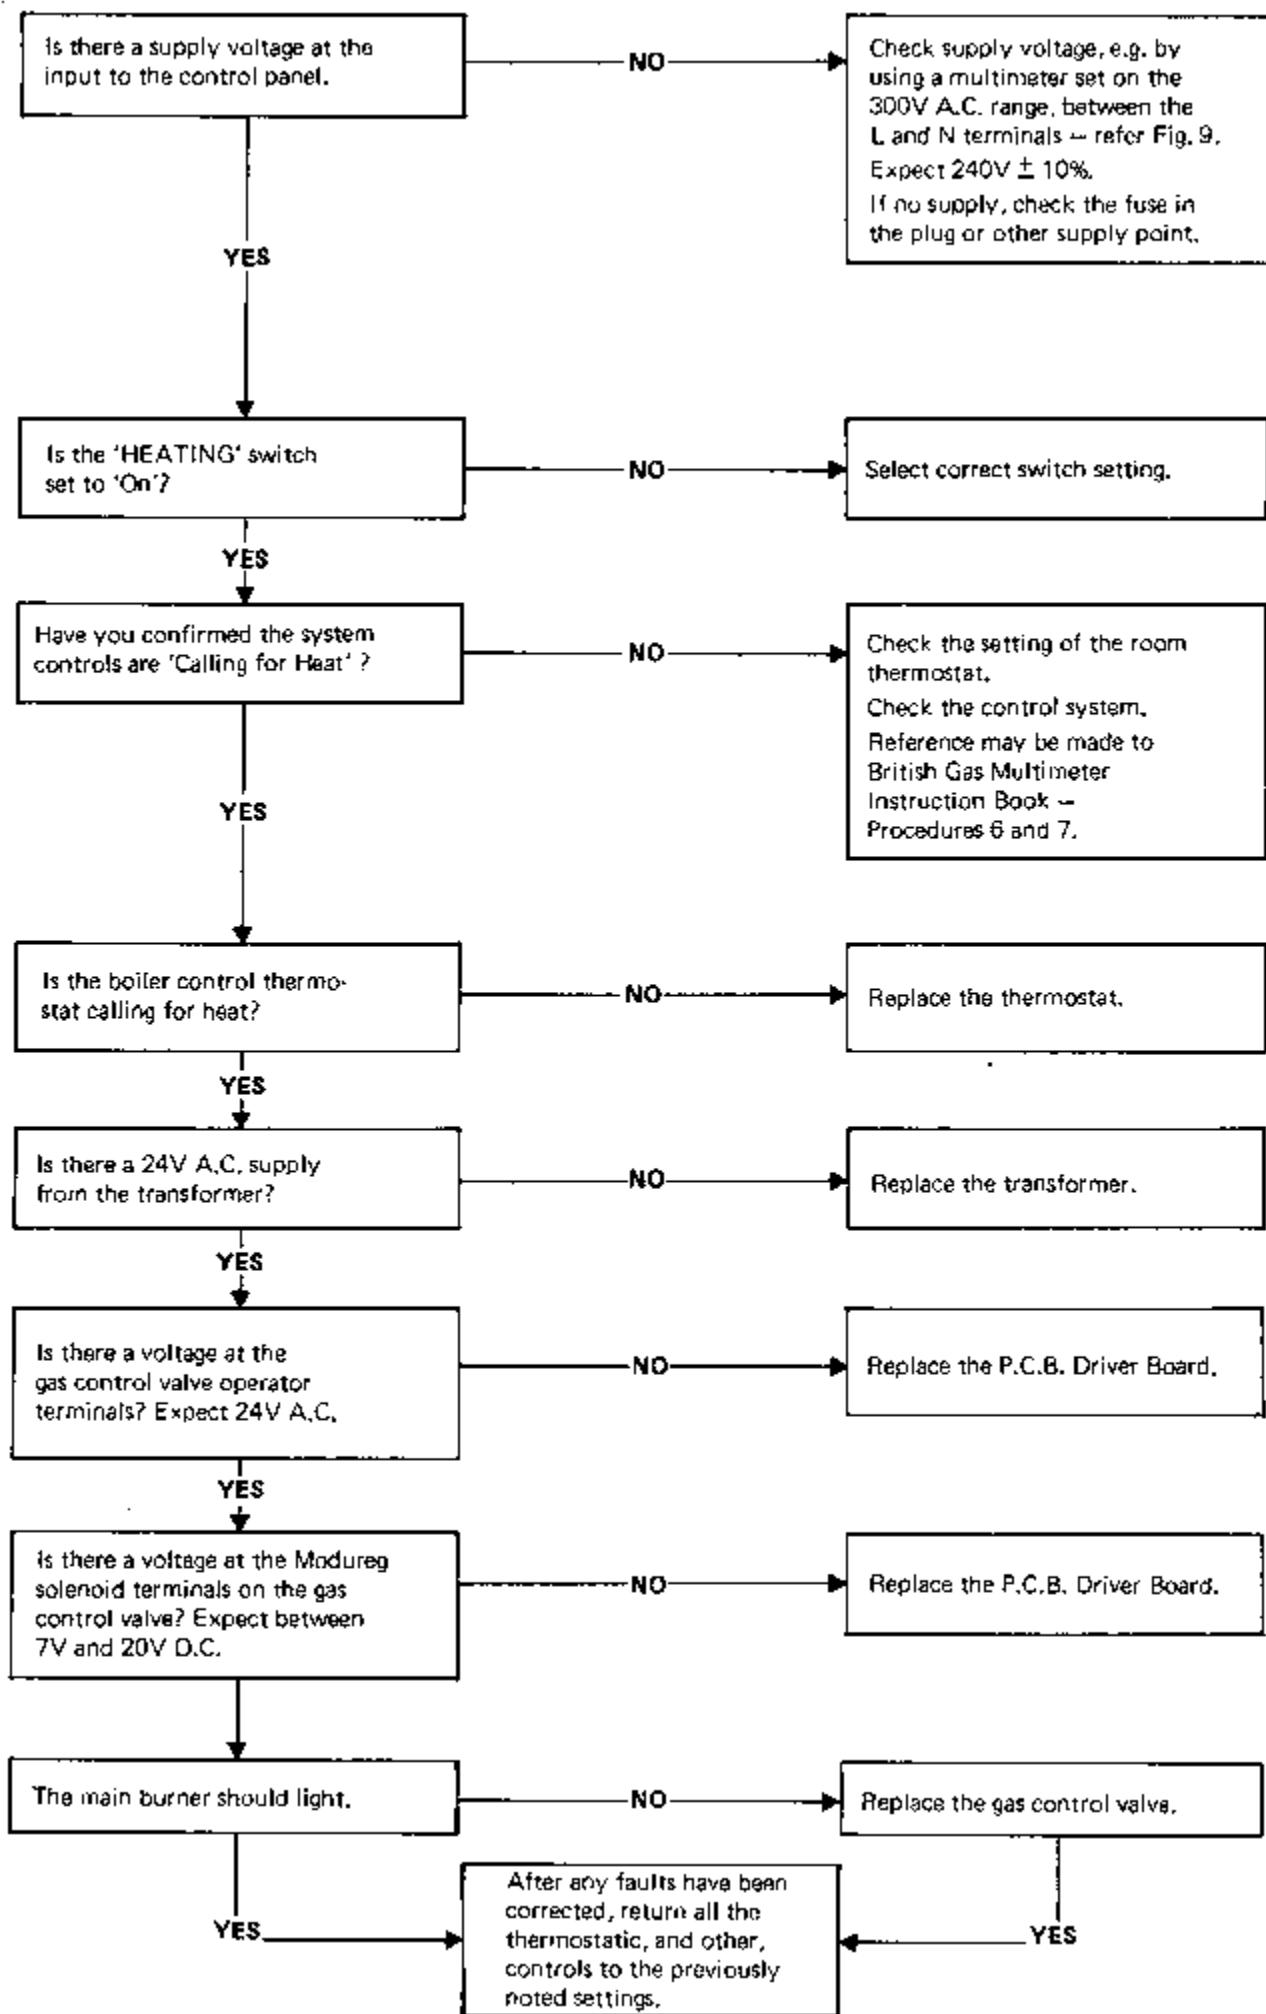 Is there a supply voltage at the
input to the control panel.
NO
Check supply voltage, e.g. by
using a multimeter set on the
300V A.C. range, between the
L and N terminals – refer Fig. 9.
Expect 240V ± 10%.
If no supply, check the fuse in
the plug or other supply point.
YES
Is the 'HEATING' switch
set to 'On'?
NO
Select correct switch setting.
YES
Have you confirmed the system
controls are 'Calling for Heat' ?
NO
Check the setting of the room
thermostat.
Check the control system.
Reference may be made to
British Gas Multimeter
Instruction Book –
Procedures 6 and 7.
YES
Is the boiler control thermo-
stat calling for heat?
NO
Replace the thermostat.
YES
Is there a 24V A.C. supply
from the transformer?
NO
Replace the transformer.
YES
Is there a voltage at the
gas control valve operator
terminals? Expect 24V A.C.
NO
Replace the P.C.B. Driver Board.
YES
Is there a voltage at the Modureg
solenoid terminals on the gas
control valve? Expect between
7V and 20V D.C.
NO
Replace the P.C.B. Driver Board.
The main burner should light.
NO
Replace the gas control valve.
YES
After any faults have been
corrected, return all the
thermostatic, and other,
controls to the previously
noted settings.
YES